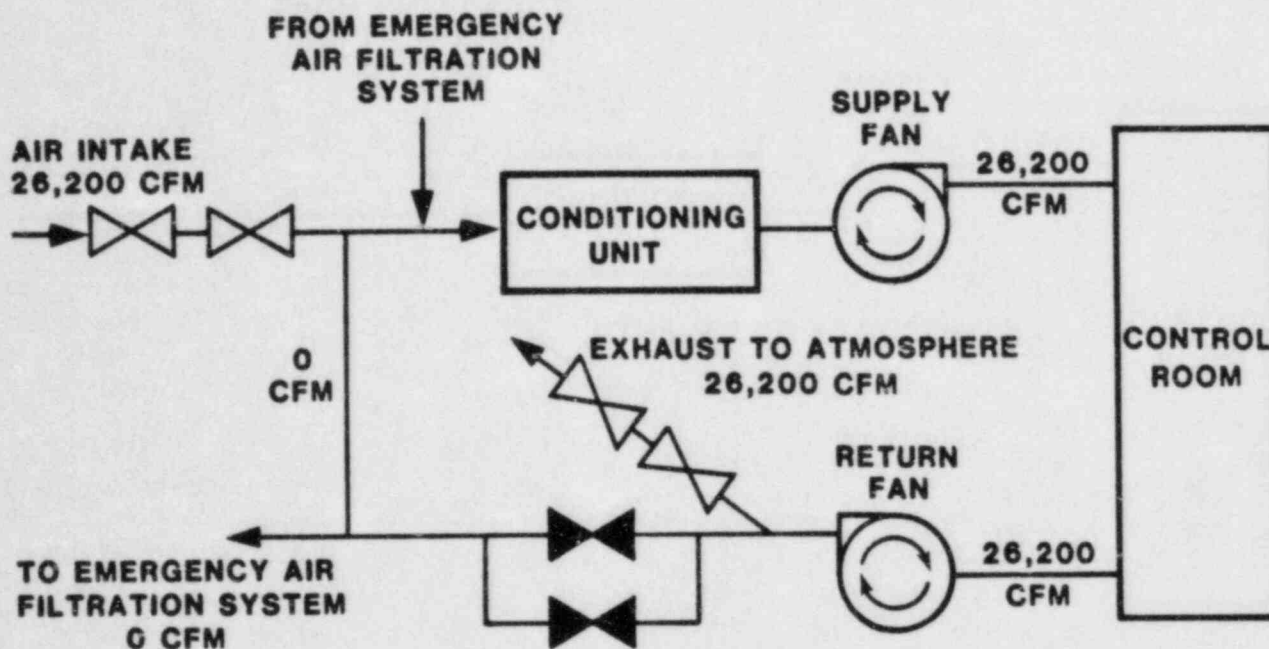 FROM EMERGENCY
AIR FILTRATION
SYSTEM
SUPPLY
FAN
AIR INTAKE
26,200 CFM
26,200
CFM
CONDITIONING
UNIT
0
CFM
EXHAUST TO ATMOSPHERE
26,200 CFM
CONTROL
ROOM
RETURN
FAN
26,200
CFM
TO EMERGENCY AIR
FILTRATION SYSTEM
0 CFM